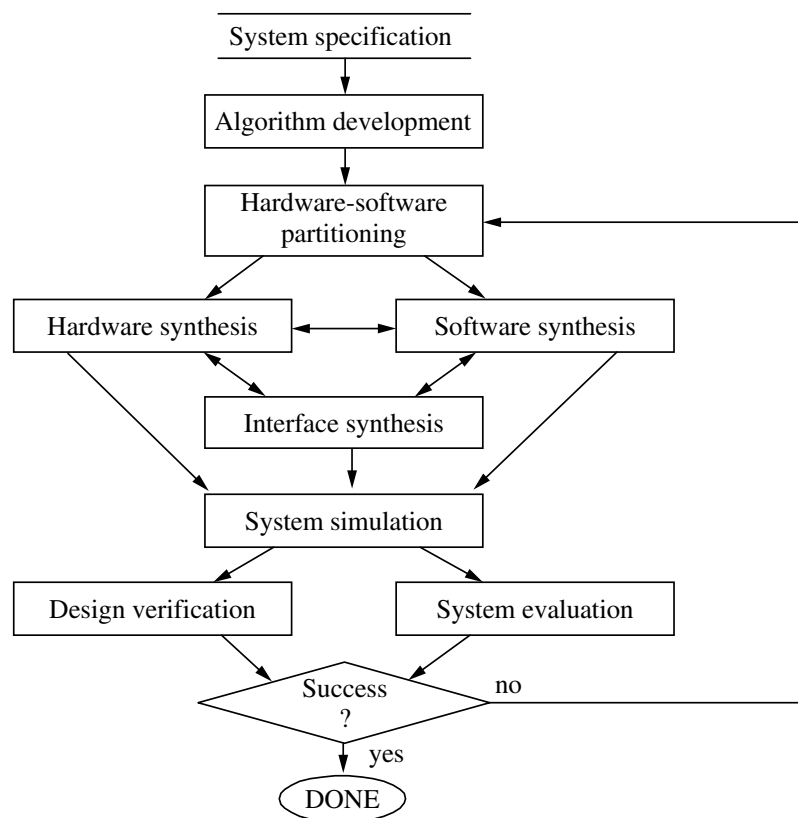 System specification
Algorithm development
Hardware-software
partitioning
Hardware synthesis
Software synthesis
Interface synthesis
System simulation
Design verification
System evaluation
Success
?
no
yes
DONE